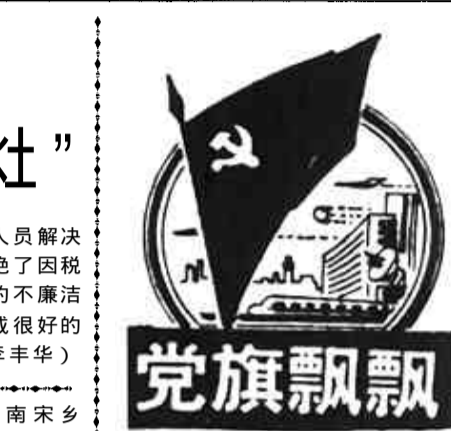 灶”
人员解决
绝了因税
的不廉洁
成很好的
李丰华）
南宋乡
党旗飘飘